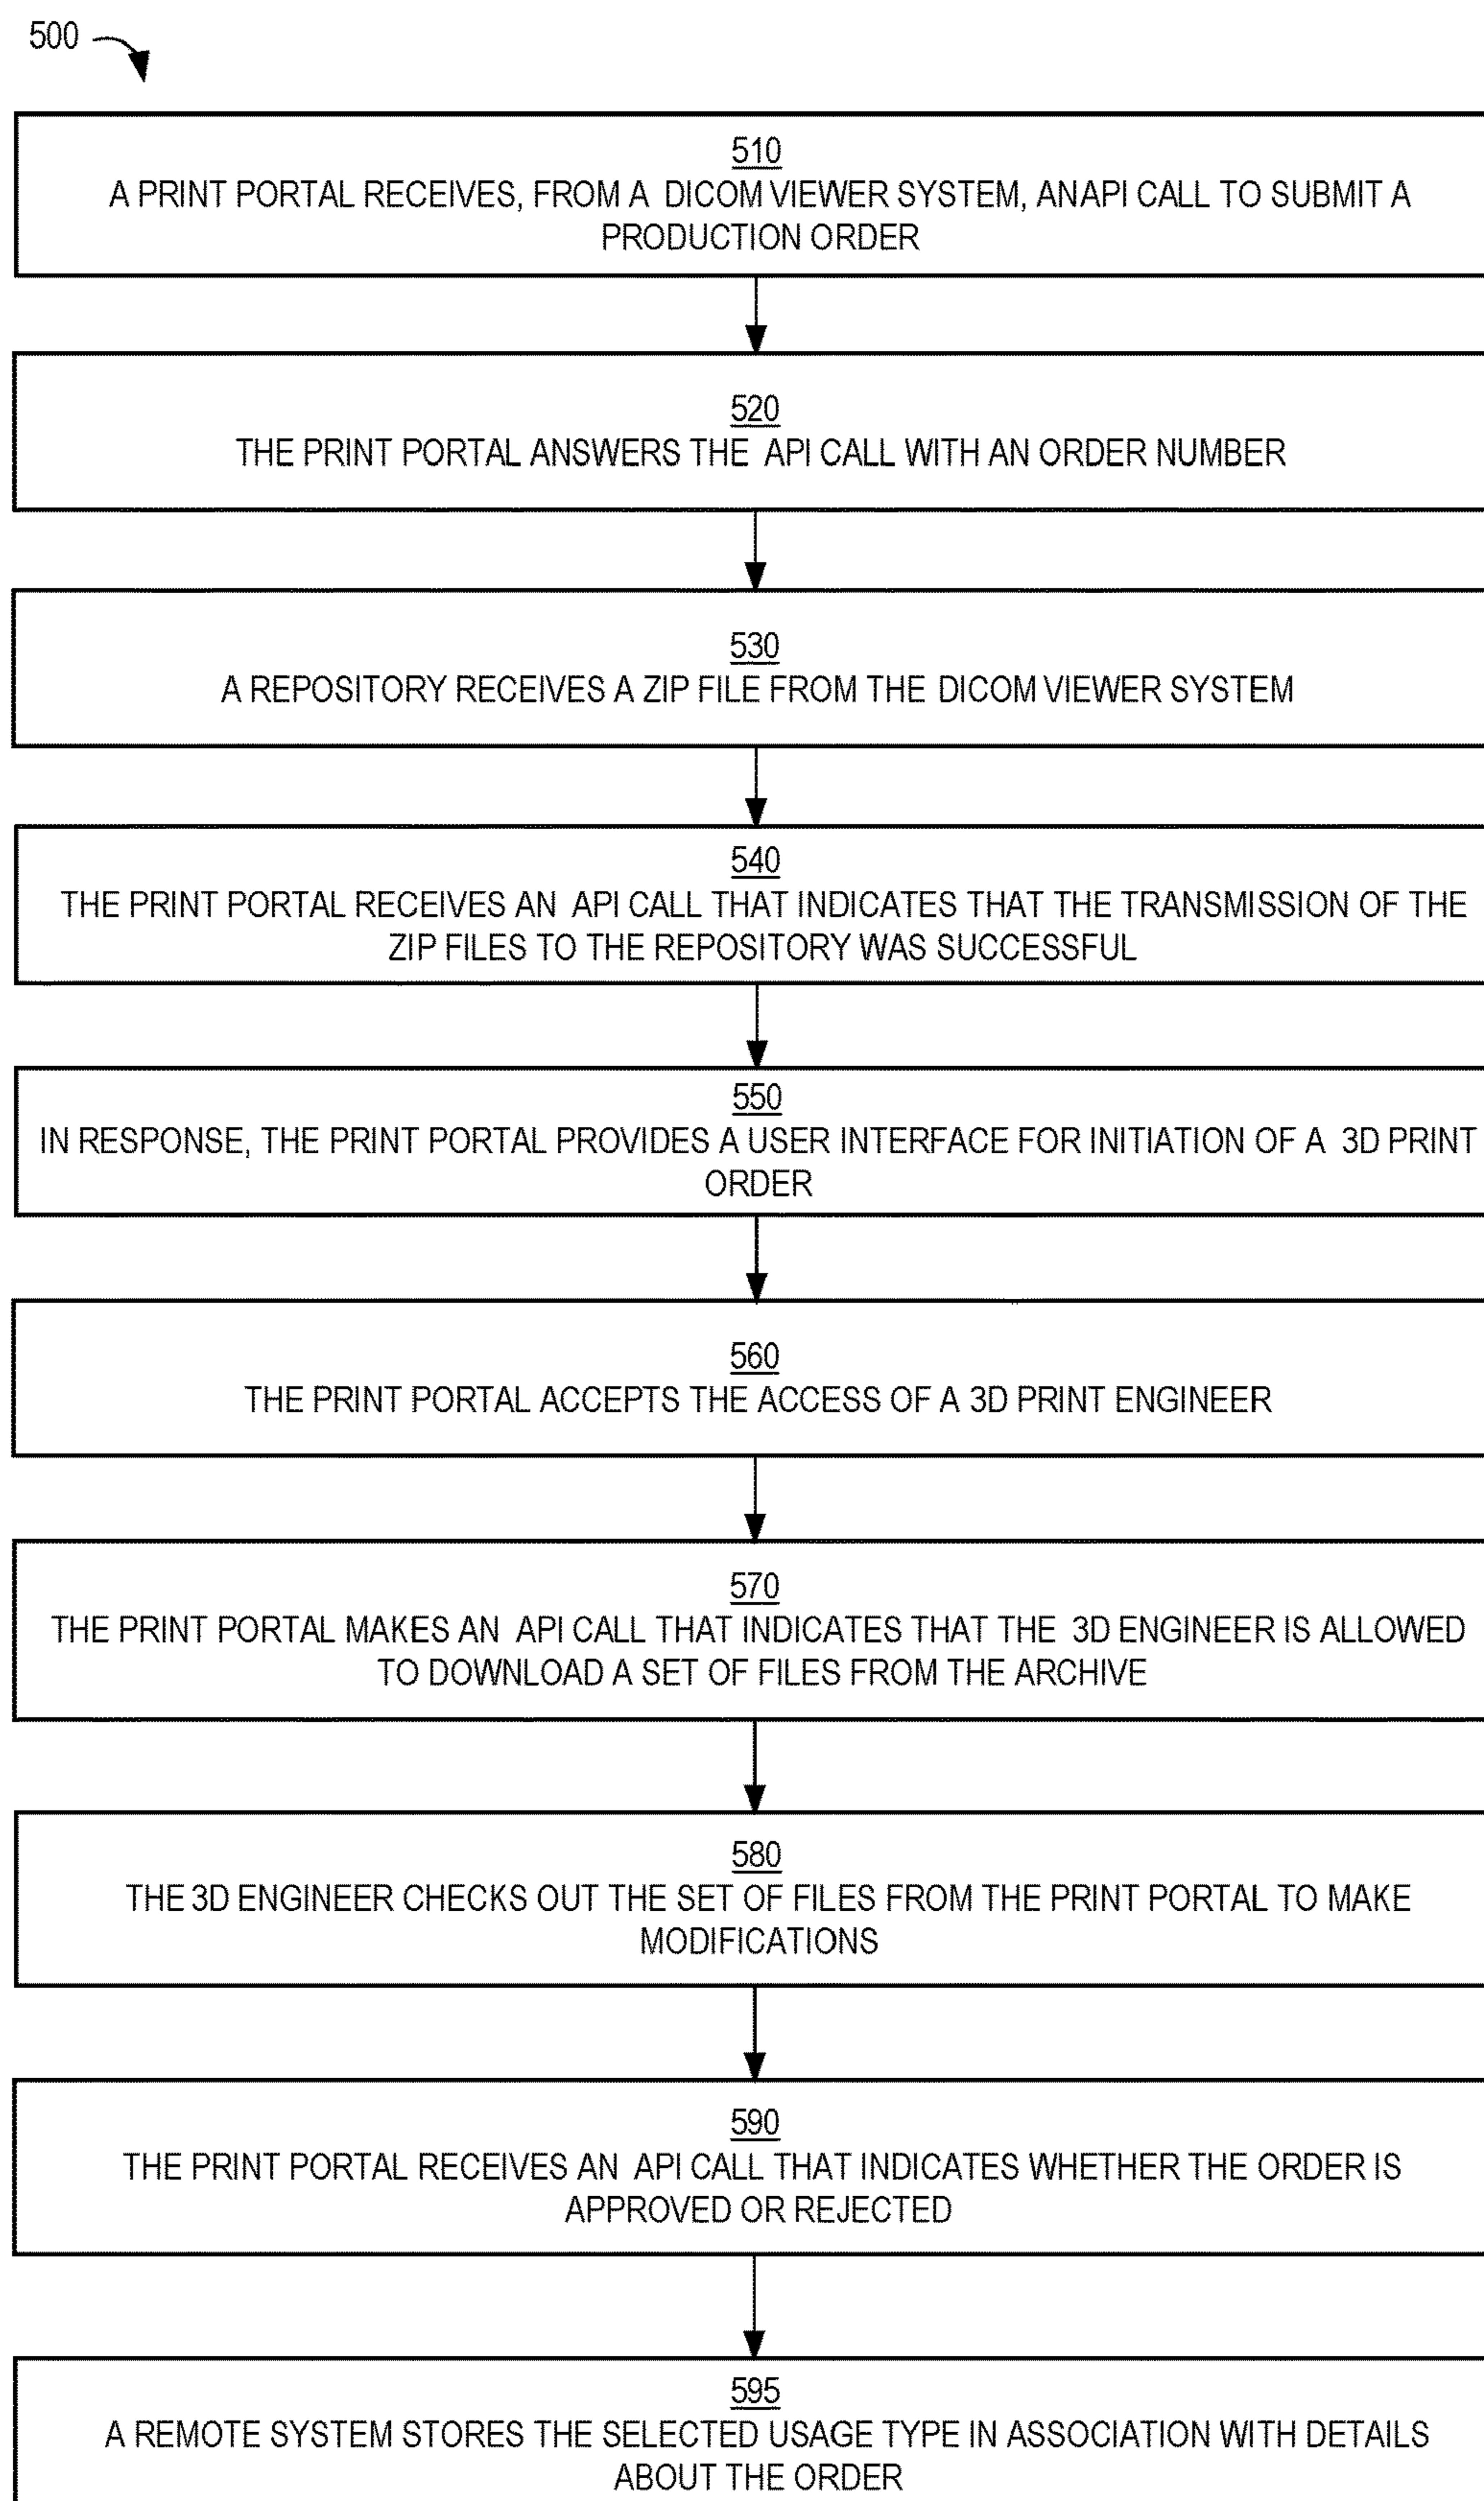 500
510
A PRINT PORTAL RECEIVES, FROM A DICOM VIEWER SYSTEM, ANAPI CALL TO SUBMIT A
PRODUCTION ORDER
520
THE PRINT PORTAL ANSWERS THE API CALL WITH AN ORDER NUMBER
530
A REPOSITORY RECEIVES A ZIP FILE FROM THE DICOM VIEWER SYSTEM
540
THE PRINT PORTAL RECEIVES AN API CALL THAT INDICATES THAT THE TRANSMISSION OF THE
ZIP FILES TO THE REPOSITORY WAS SUCCESSFUL
550
IN RESPONSE, THE PRINT PORTAL PROVIDES A USER INTERFACE FOR INITIATION OF A 3D PRINT
ORDER
560
THE PRINT PORTAL ACCEPTS THE ACCESS OF A 3D PRINT ENGINEER
570
THE PRINT PORTAL MAKES AN API CALL THAT INDICATES THAT THE 3D ENGINEER IS ALLOWED
TO DOWNLOAD A SET OF FILES FROM THE ARCHIVE
580
THE 3D ENGINEER CHECKS OUT THE SET OF FILES FROM THE PRINT PORTAL TO MAKE
MODIFICATIONS
590
THE PRINT PORTAL RECEIVES AN API CALL THAT INDICATES WHETHER THE ORDER IS
APPROVED OR REJECTED
595
A REMOTE SYSTEM STORES THE SELECTED USAGE TYPE IN ASSOCIATION WITH DETAILS
ABOUT THE ORDER